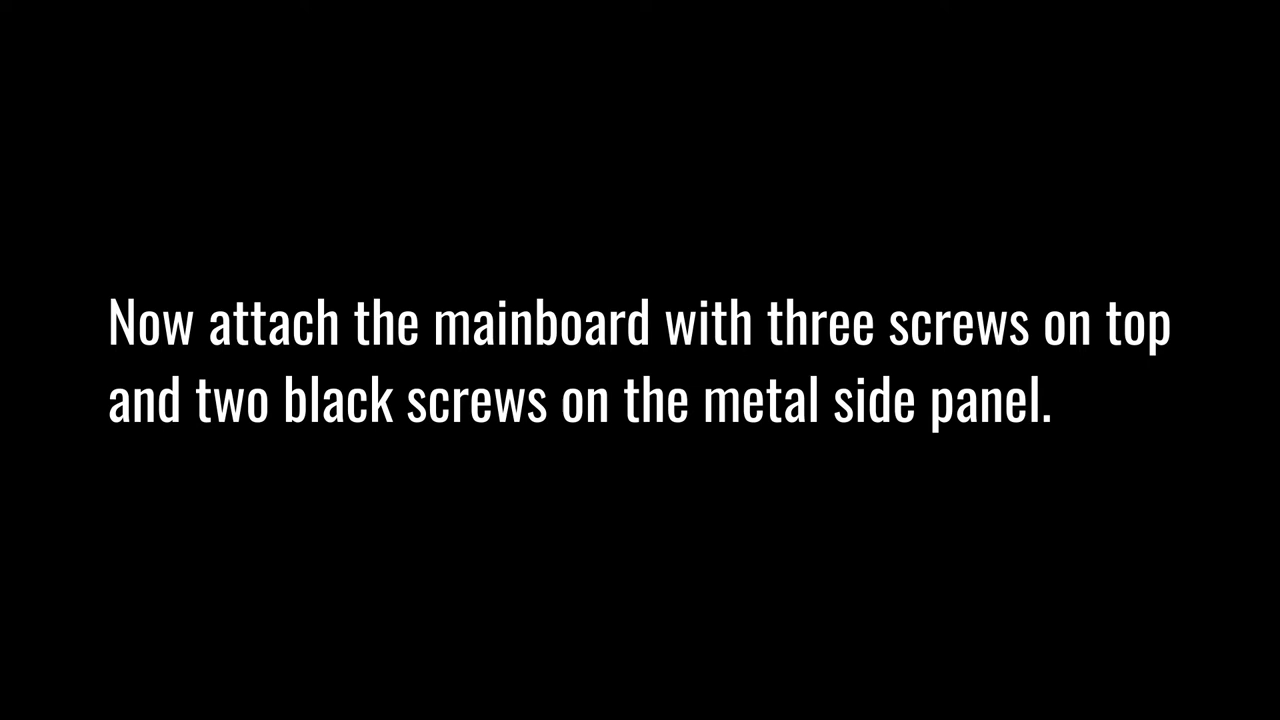 Now attach the mainboard with three screws on top
and two black screws on the metal side panel.